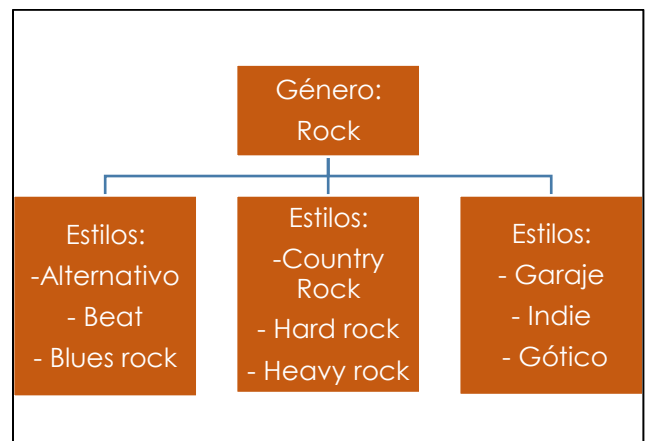 Género:
Rock
Estilos:
-Alternativo
- Beat
- Blues rock
Estilos:
-Country
Rock
- Hard rock
- Heavy rock
Estilos:
- Garaje
- Indie
- Gótico